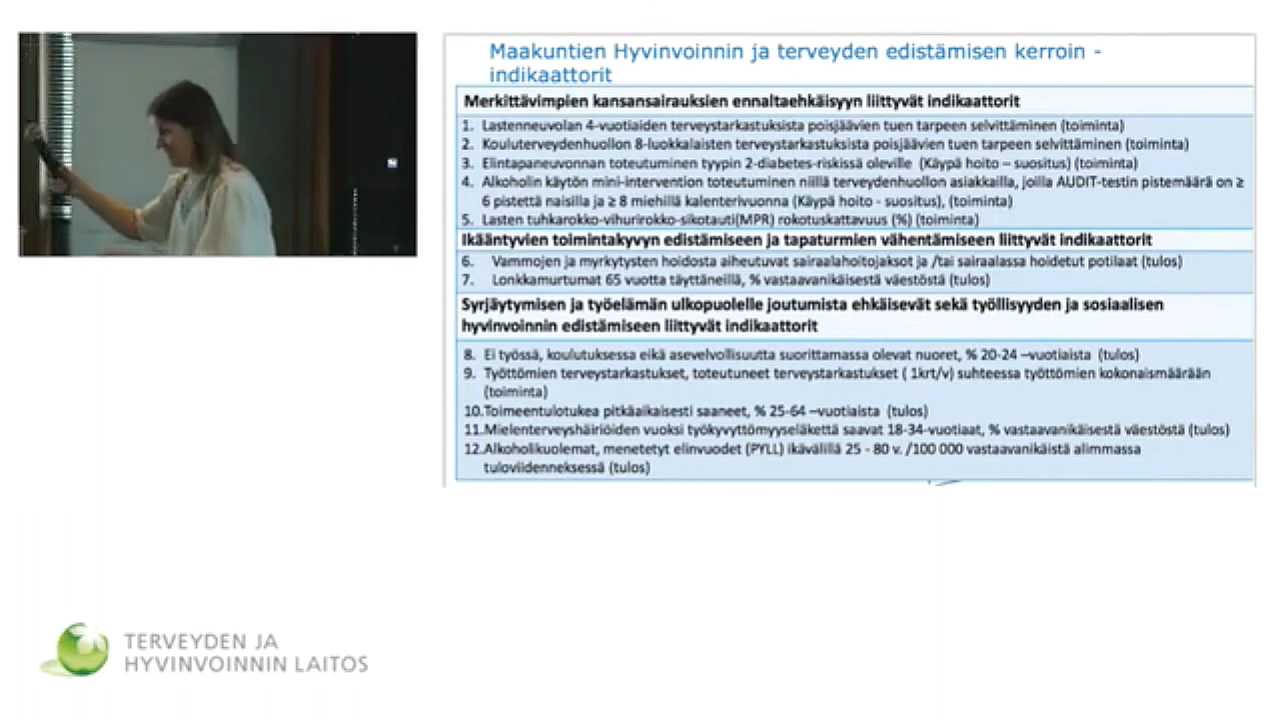 Maakuntien Hyvinvoinnin ja terveyden edistämisen kerroin -
indikaattorit
Merkittävimpien kansansairauksien ennaltaehkäisyyn liittyvät indikaattorit
1. Lastenneuvolan 4-vuotiaiden terveystarkastuksista poisjäävien tuen tarpeen selvittäminen (toiminta)
2. Kouluterveydenhuollon 8-luokkalaisten terveystarkastuksista poisjäävien tuen tarpeen selvittäminen (toiminta)
3. Elintapaneuvonnan toteutuminen tyypin 2-diabetes-riskissä oleville (Käypä hoito – suositus) (toiminta)
4. Alkoholin käytön mini-intervention toteutuminen niillä terveydenhuollon asiakkailla, joilla AUDIT-testin pistemäärä on ≥
6 pistettä naisilla ja ≥ 8 miehillä kalenterivuonna (Käypä hoito - suositus), (toiminta)
5. Lasten tuhkarokko-vihurirokko-sikotauti(MPR) rokotuskattavuus (%) (toiminta)
Ikääntyvien toimintakyvyn edistämiseen ja tapaturmien vähentämiseen liittyvät indikaattorit
6. Vammojen ja myrkytysten hoidosta aiheutuvat sairaalahoitojaksot ja /tai sairaalassa hoidetut potilaat (tulos)
7. Lonkkamurtumat 65 vuotta täyttäneillä, % vastaavanikäisestä väestöstä (tulos)
Syrjäytymisen ja työelämän ulkopuolelle joutumista ehkäisevät sekä työllisyyden ja sosiaalisen
hyvinvoinnin edistämiseen liittyvät indikaattorit
8. Ei työssä, koulutuksessa eikä asevelvollisuutta suorittamassa olevat nuoret, % 20-24 –vuotiaista (tulos)
9. Työttömien terveystarkastukset, toteutuneet terveystarkastukset ( 1krt/v) suhteessa työttömien kokonaismäärään
(toiminta)
10.Toimeentulotukea pitkäaikaisesti saaneet, % 25-64 –vuotiaista (tulos)
11.Mielenterveyshäiriöiden vuoksi työkyvyttömyyseläkettä saavat 18-34-vuotiaat, % vastaavanikäisestä väestöstä (tulos)
12.Alkoholikuolemat, menetetyt elinvuodet (PYLL) ikävälillä 25 - 80 v. /100 000 vastaavanikäistä alimmassa
tuloviidenneksessä (tulos)
TERVEYDEN JA
HYVINVOINNIN LAITOS